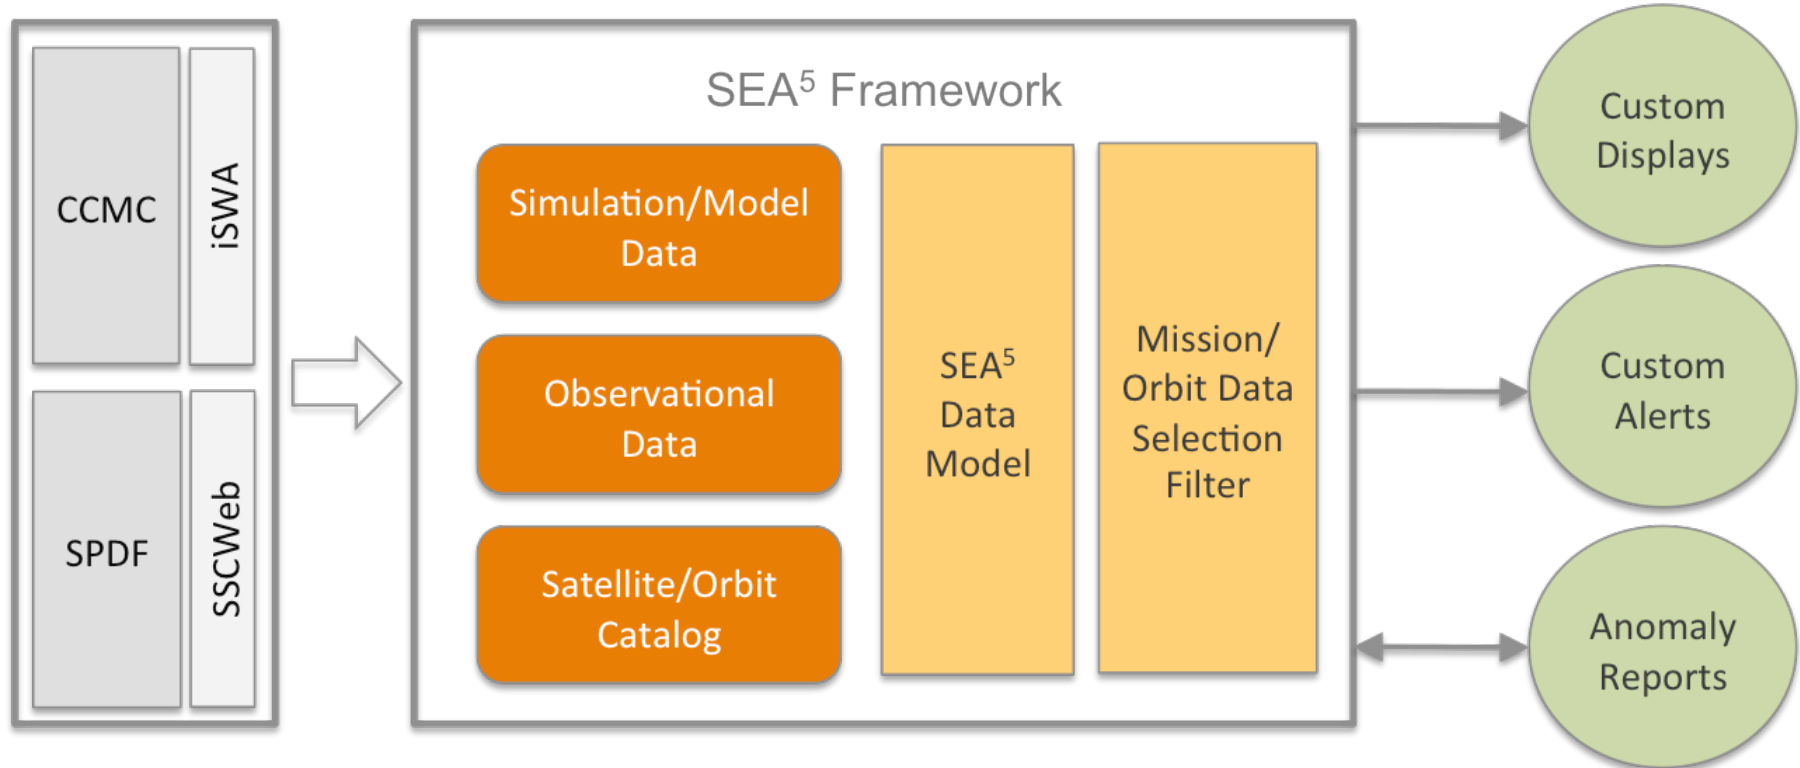 CCMC
iSWA
SPDF
SSCWeb
SEA⁵ Framework
Simulation/Model
Data
Observational
Data
Satellite/Orbit
Catalog
SEA⁵
Data
Model
Mission/
Orbit Data
Selection
Filter
Custom
Displays
Custom
Alerts
Anomaly
Reports